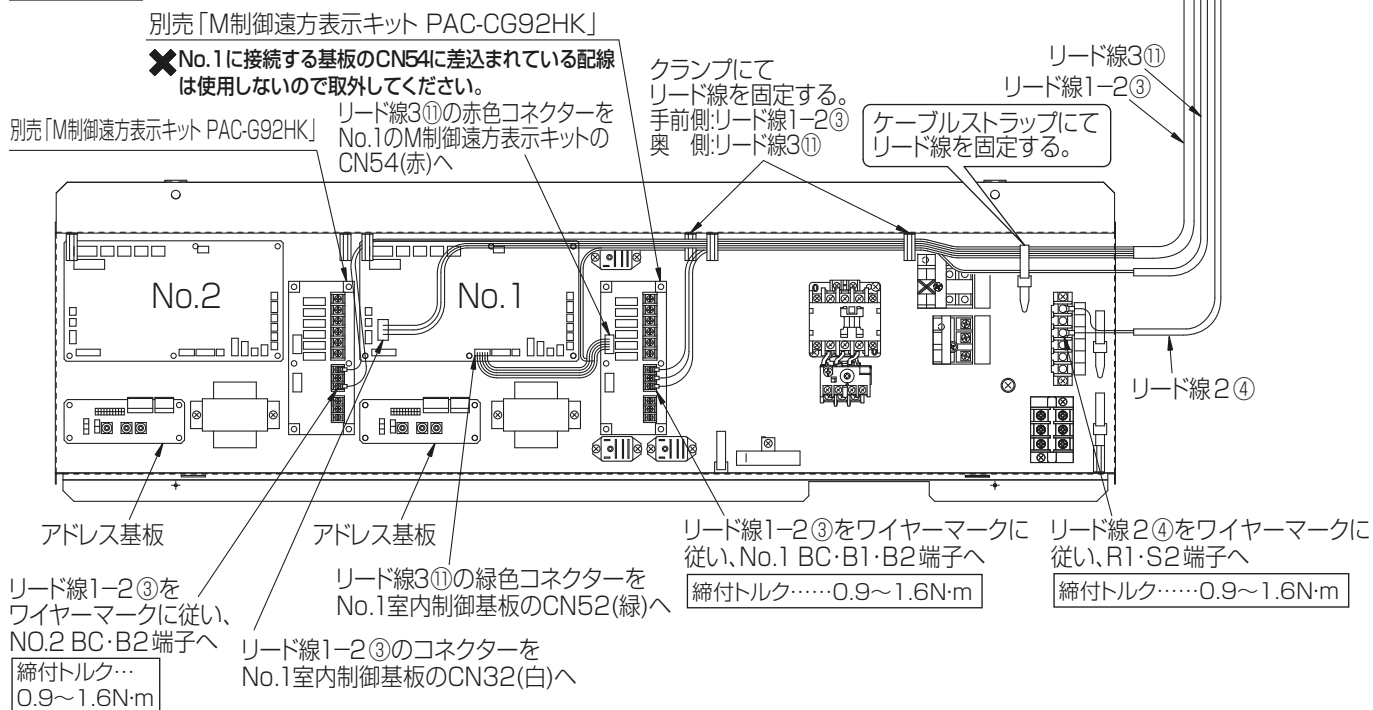 別売「M制御遠方表示キット PAC-CG92HK」
✖No.1に接続する基板のCN54に差込まれている配線
は使用しないので取外してください。
リード線3⑪の赤色コネクターを
No.1のM制御遠方表示キットの
CN54(赤)へ
別売「M制御遠方表示キット PAC-G92HK」
クランプにて
リード線を固定する。
手前側:リード線1−2③
奥　側:リード線3⑪
ケーブルストラップにて
リード線を固定する。
リード線3⑪
リード線1−2③
No.2
No.1
リード線2④
アドレス基板
アドレス基板
リード線1−2③を
ワイヤーマークに従い、
NO.2 BC·B2端子へ
締付トルク…
0.9〜1.6N·m
リード線3⑪の緑色コネクターを
No.1室内制御基板のCN52(緑)へ
リード線1−2③のコネクターを
No.1室内制御基板のCN32(白)へ
リード線1−2③をワイヤーマークに
従い、No.1 BC·B1·B2端子へ
締付トルク……0.9〜1.6N·m
リード線2④をワイヤーマークに
従い、R1·S2端子へ
締付トルク……0.9〜1.6N·m